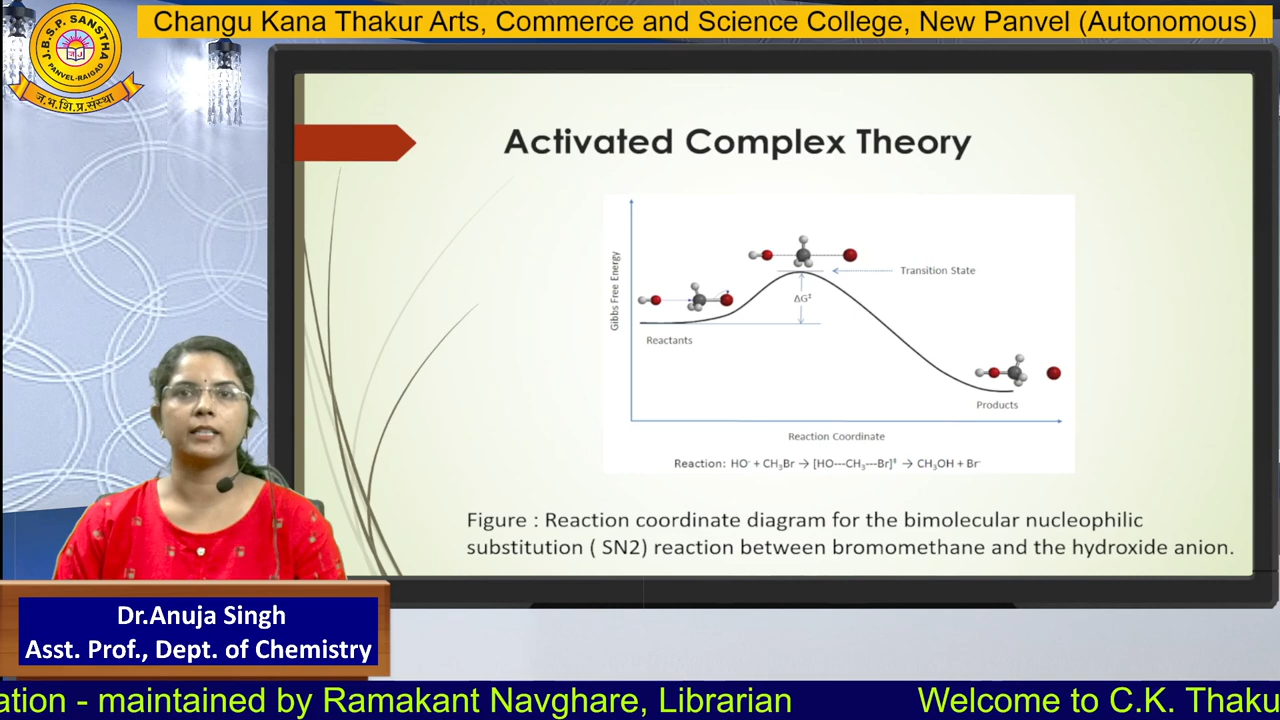 Changu Kana Thakur Arts, Commerce and Science College, New Panvel (Autonomous)
J.B.S.P. SANSTHA
PANVEL-RAIGAD
ज.भ.शि.प्र.संस्था
Activated Complex Theory
Gibbs Free Energy
Transition State
ΔG‡
Reactants
Products
Reaction Coordinate
Reaction: HO⁻ + CH₃Br → [HO---CH₃---Br]‡ → CH₃OH + Br⁻
Figure : Reaction coordinate diagram for the bimolecular nucleophilic
substitution ( SN2) reaction between bromomethane and the hydroxide anion.
Dr.Anuja Singh
Asst. Prof., Dept. of Chemistry
ation - maintained by Ramakant Navghare, Librarian Welcome to C.K. Thaku